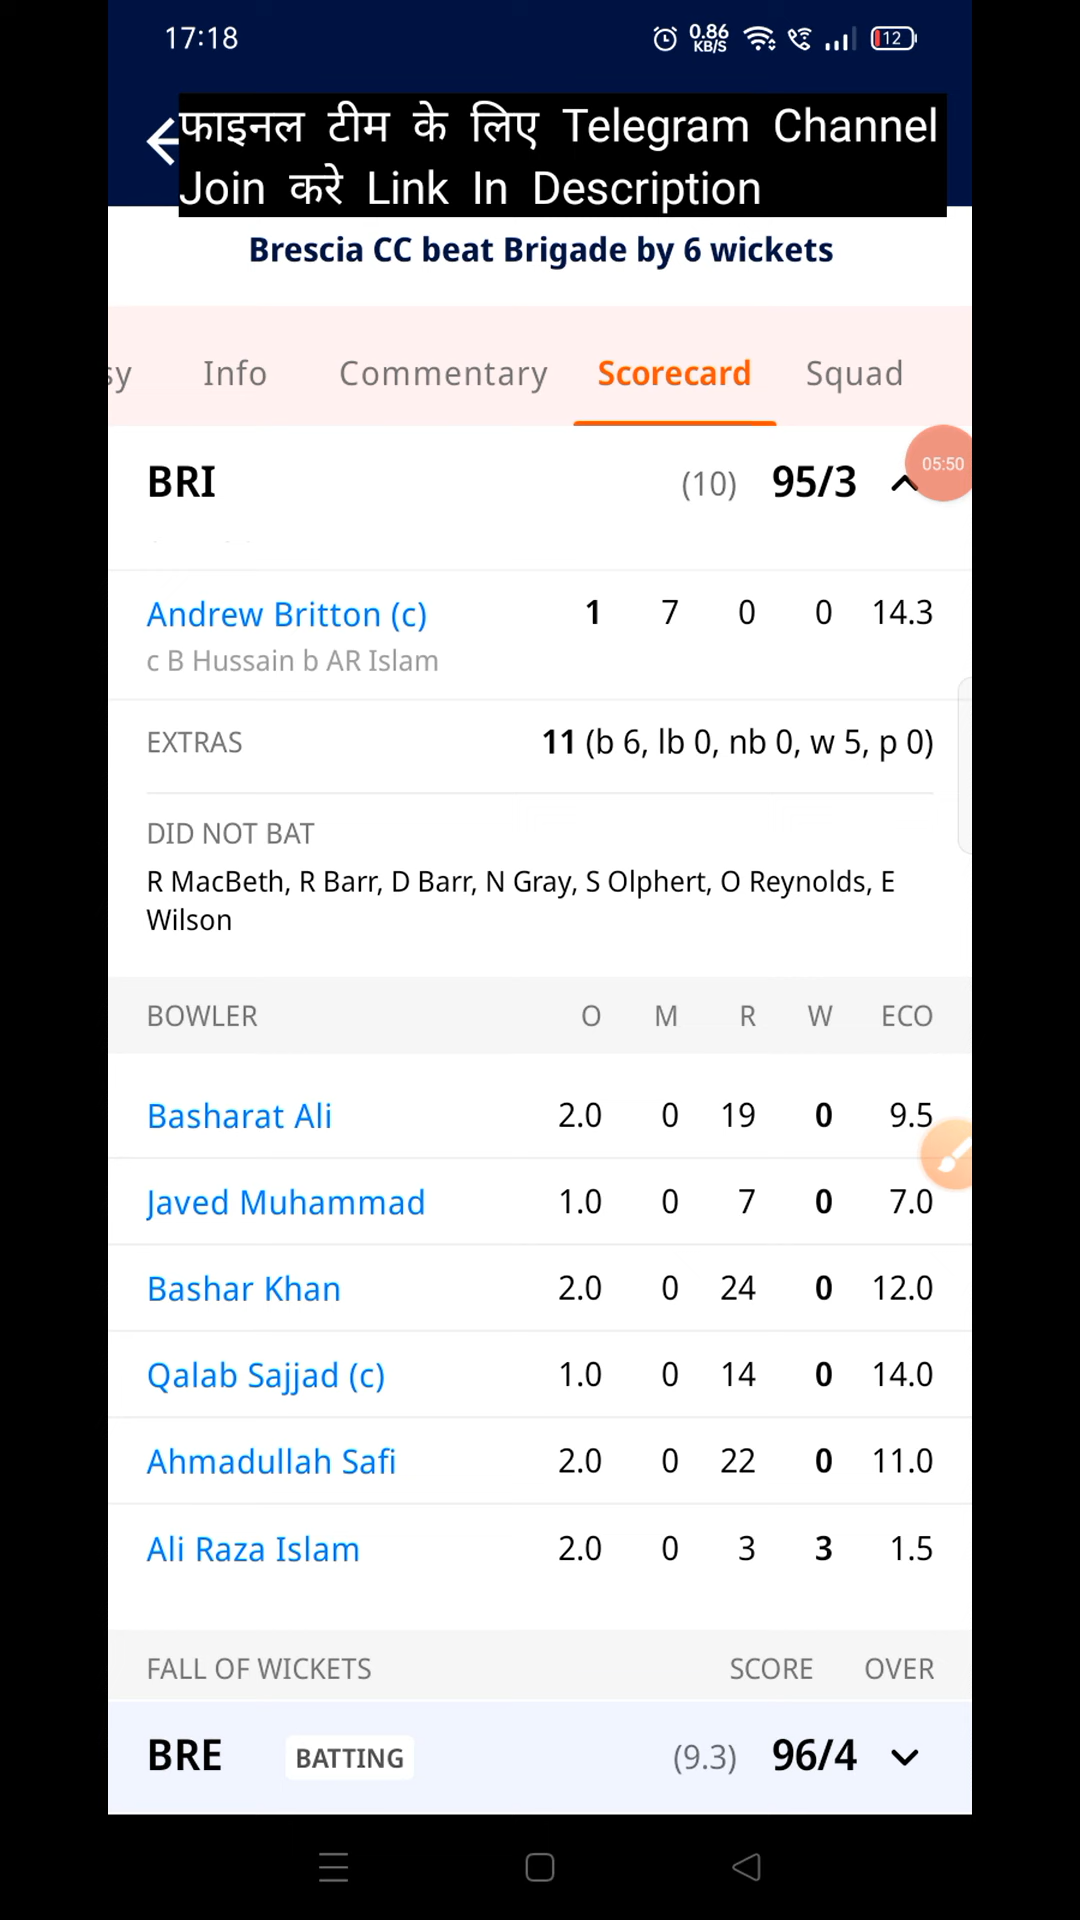 17:18 0.86 KB/S 12
फाइनल टीम के लिए Telegram Channel
Join करे Link In Description
Brescia CC beat Brigade by 6 wickets
sy Info Commentary Scorecard Squad
05:50
BRI (10) 95/3
Andrew Britton (c) 1 7 0 0 14.3
c B Hussain b AR Islam
EXTRAS 11 (b 6, lb 0, nb 0, w 5, p 0)
DID NOT BAT
R MacBeth, R Barr, D Barr, N Gray, S Olphert, O Reynolds, E
Wilson
BOWLER O M R W ECO
Basharat Ali 2.0 0 19 0 9.5
Javed Muhammad 1.0 0 7 0 7.0
Bashar Khan 2.0 0 24 0 12.0
Qalab Sajjad (c) 1.0 0 14 0 14.0
Ahmadullah Safi 2.0 0 22 0 11.0
Ali Raza Islam 2.0 0 3 3 1.5
FALL OF WICKETS SCORE OVER
BRE BATTING (9.3) 96/4